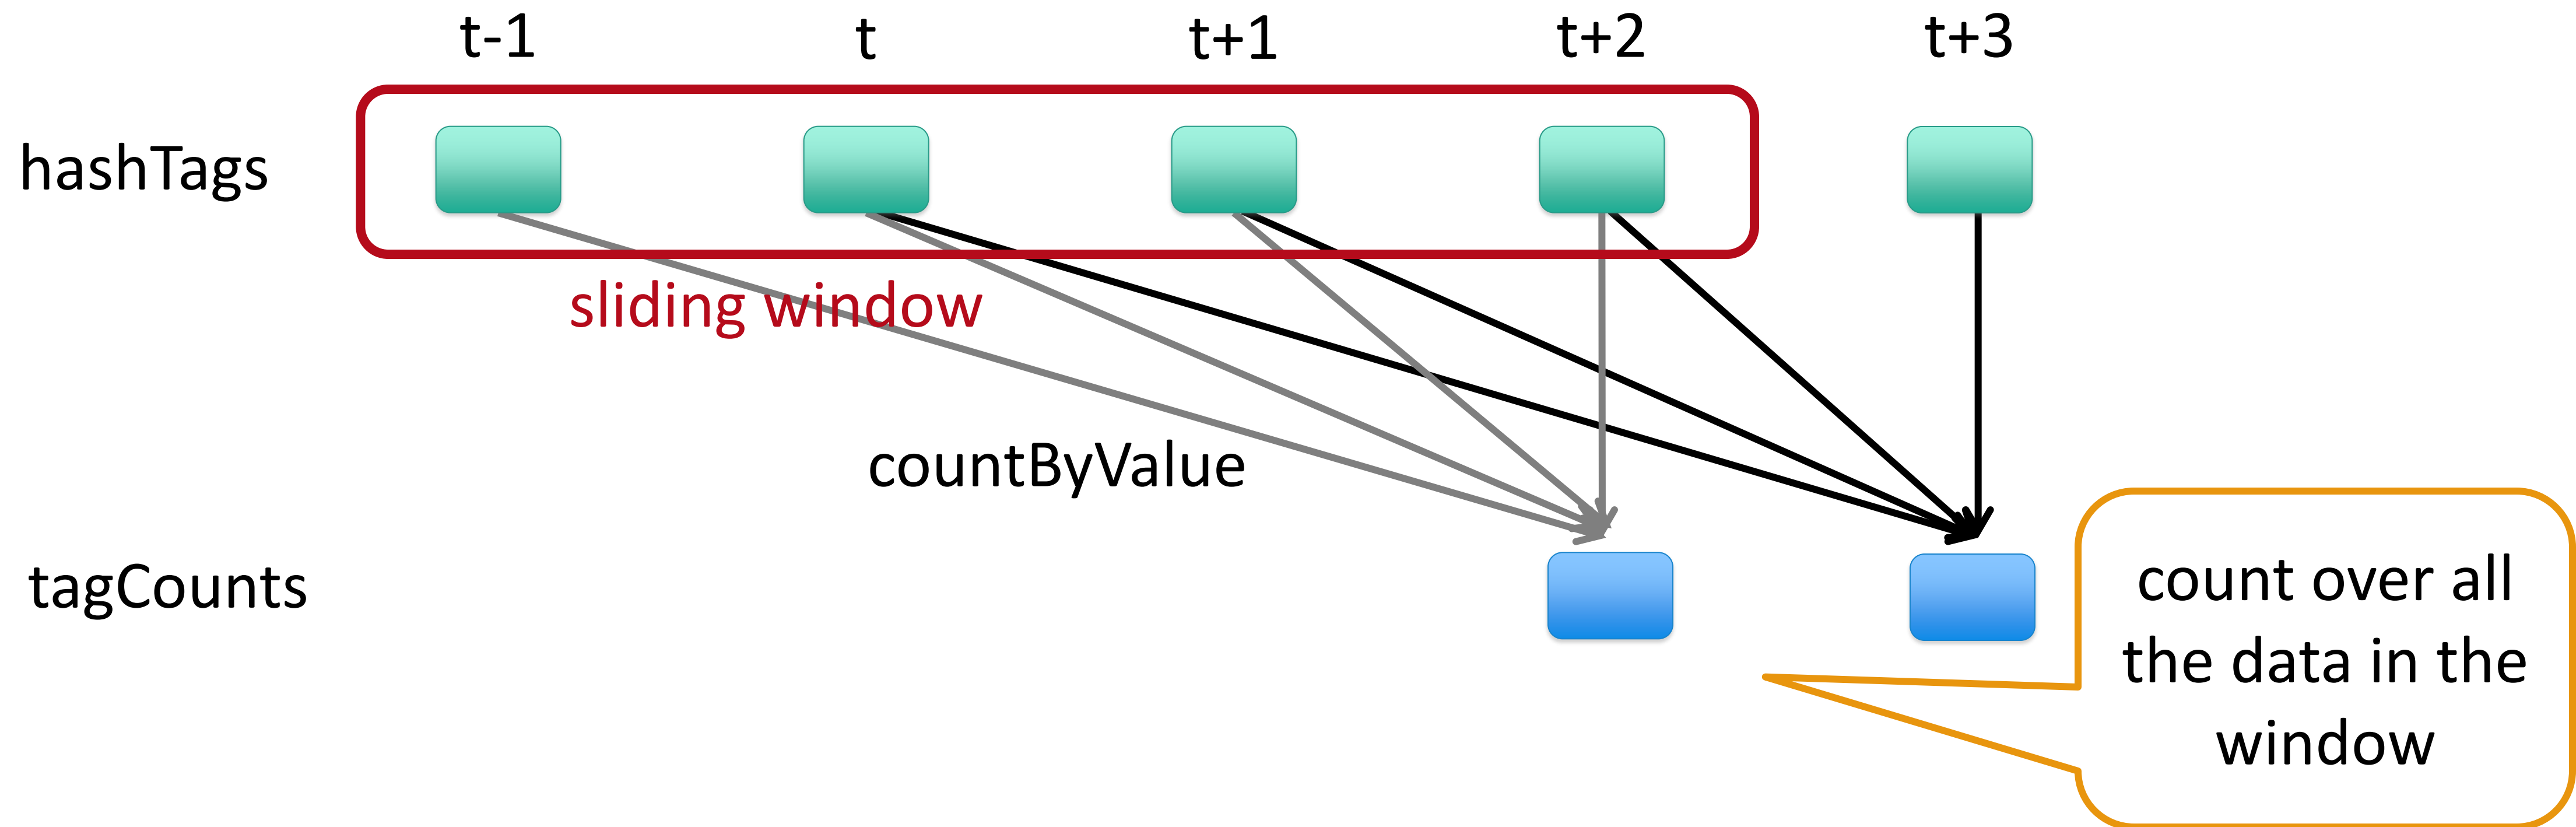 t-1 t t+1 t+2 t+3
hashTags
sliding window
countByValue
tagCounts
count over all
the data in the
window